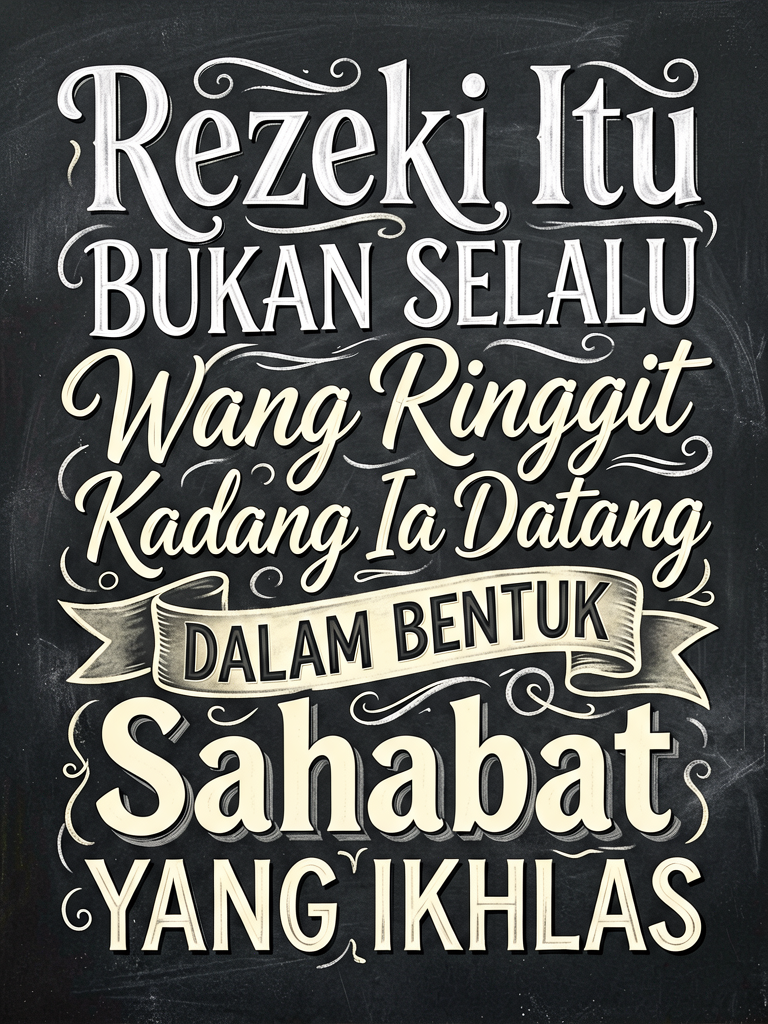 Rezeki Itu
BUKAN SELALU
Wang Ringgit
Kadang Ia Datang
DALAM BENTUK
Sahabat
YANG IKHLAS